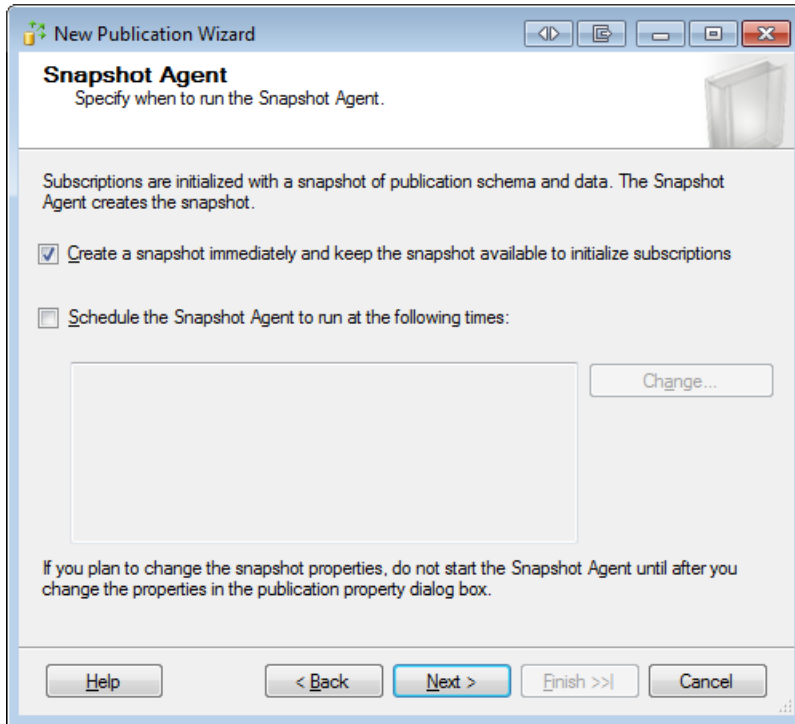 New Publication Wizard
Snapshot Agent
Specify when to run the Snapshot Agent.
Subscriptions are initialized with a snapshot of publication schema and data. The Snapshot
Agent creates the snapshot.
Create a snapshot immediately and keep the snapshot available to initialize subscriptions
Schedule the Snapshot Agent to run at the following times:
Change...
If you plan to change the snapshot properties, do not start the Snapshot Agent until after you
change the properties in the publication property dialog box.
Help
< Back
Next >
Finish >>|
Cancel